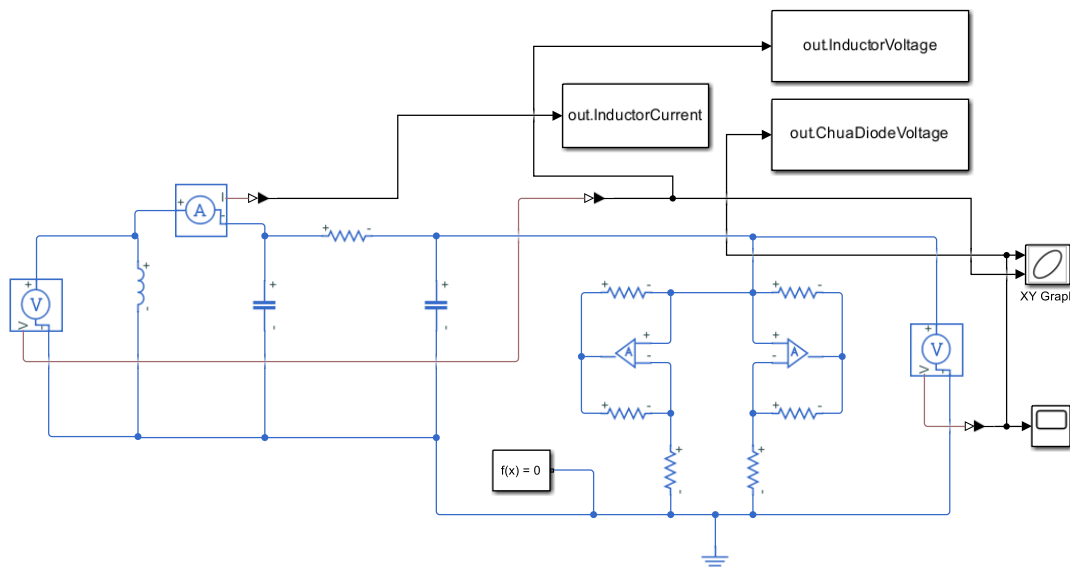 out.InductorVoltage
out.InductorCurrent
out.ChuaDiodeVoltage
+ A I -
+ -
+ V V -
+ -
+ -
+ -
XY Graph
+ - + -
A + - + - A
+ - + -
+ V V -
+ - + -
f(x) = 0